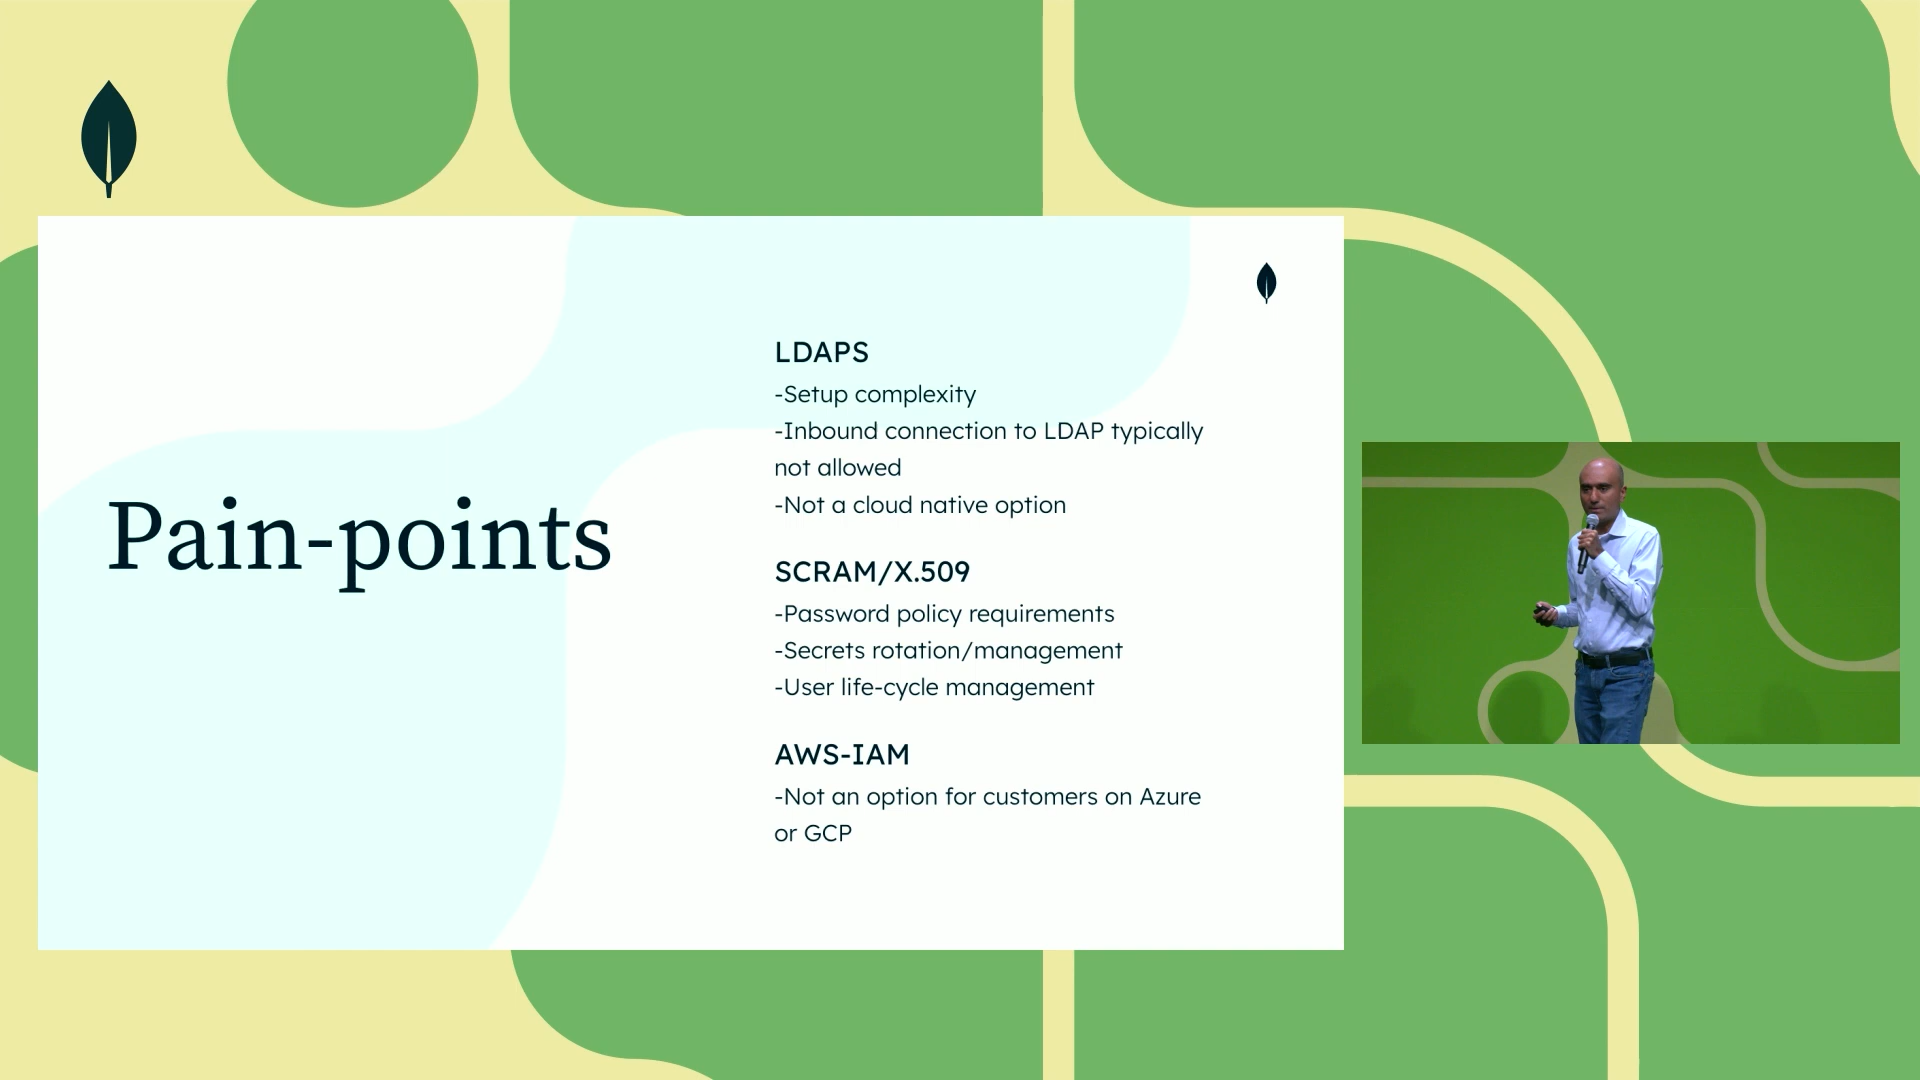 Pain-points
LDAPS
-Setup complexity
-Inbound connection to LDAP typically
not allowed
-Not a cloud native option
SCRAM/X.509
-Password policy requirements
-Secrets rotation/management
-User life-cycle management
AWS-IAM
-Not an option for customers on Azure
or GCP